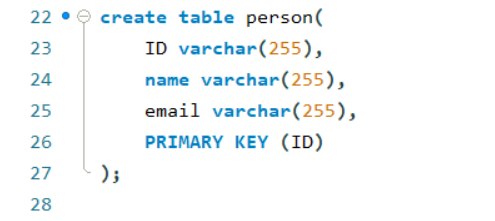 22 create table person(
23 ID varchar(255),
24 name varchar(255),
25 email varchar(255),
26 PRIMARY KEY (ID)
27 );
28